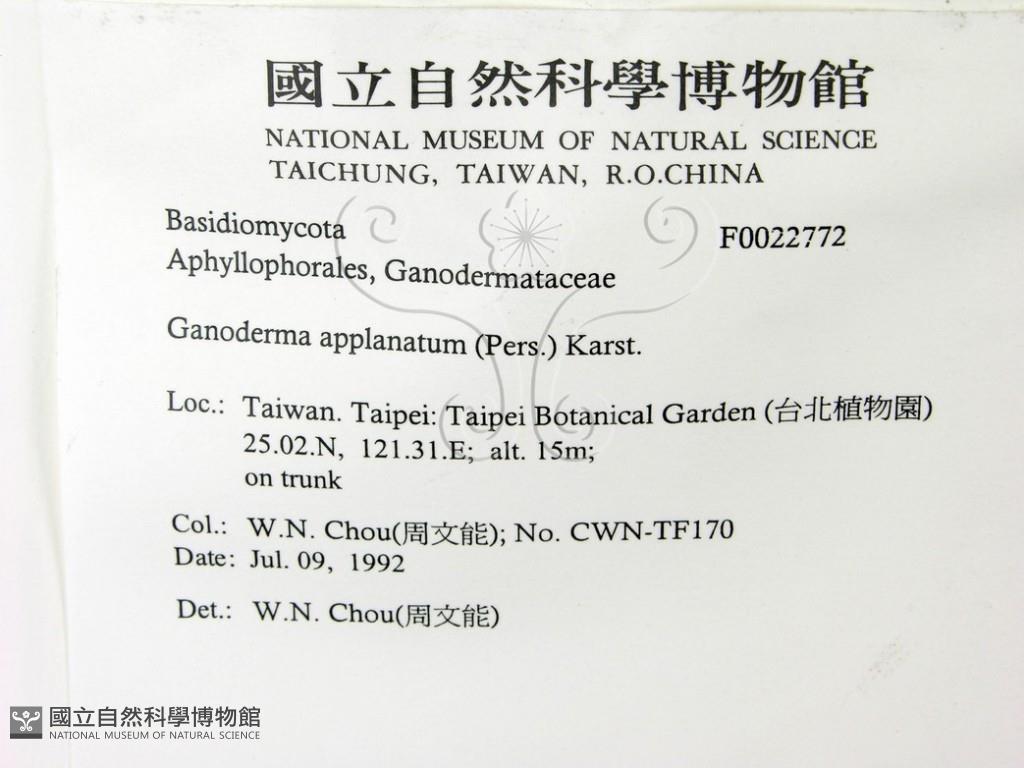 國立自然科學博物館
NATIONAL MUSEUM OF NATURAL SCIENCE
TAICHUNG, TAIWAN, R.O.CHINA
Basidiomycota F0022772
Aphyllophorales, Ganodermataceae
Ganoderma applanatum (Pers.) Karst.
Loc.: Taiwan. Taipei: Taipei Botanical Garden (台北植物園)
25.02.N, 121.31.E; alt. 15m;
on trunk
Col.: W.N. Chou(周文能); No. CWN-TF170
Date: Jul. 09, 1992
Det.: W.N. Chou(周文能)
國立自然科學博物館
NATIONAL MUSEUM OF NATURAL SCIENCE